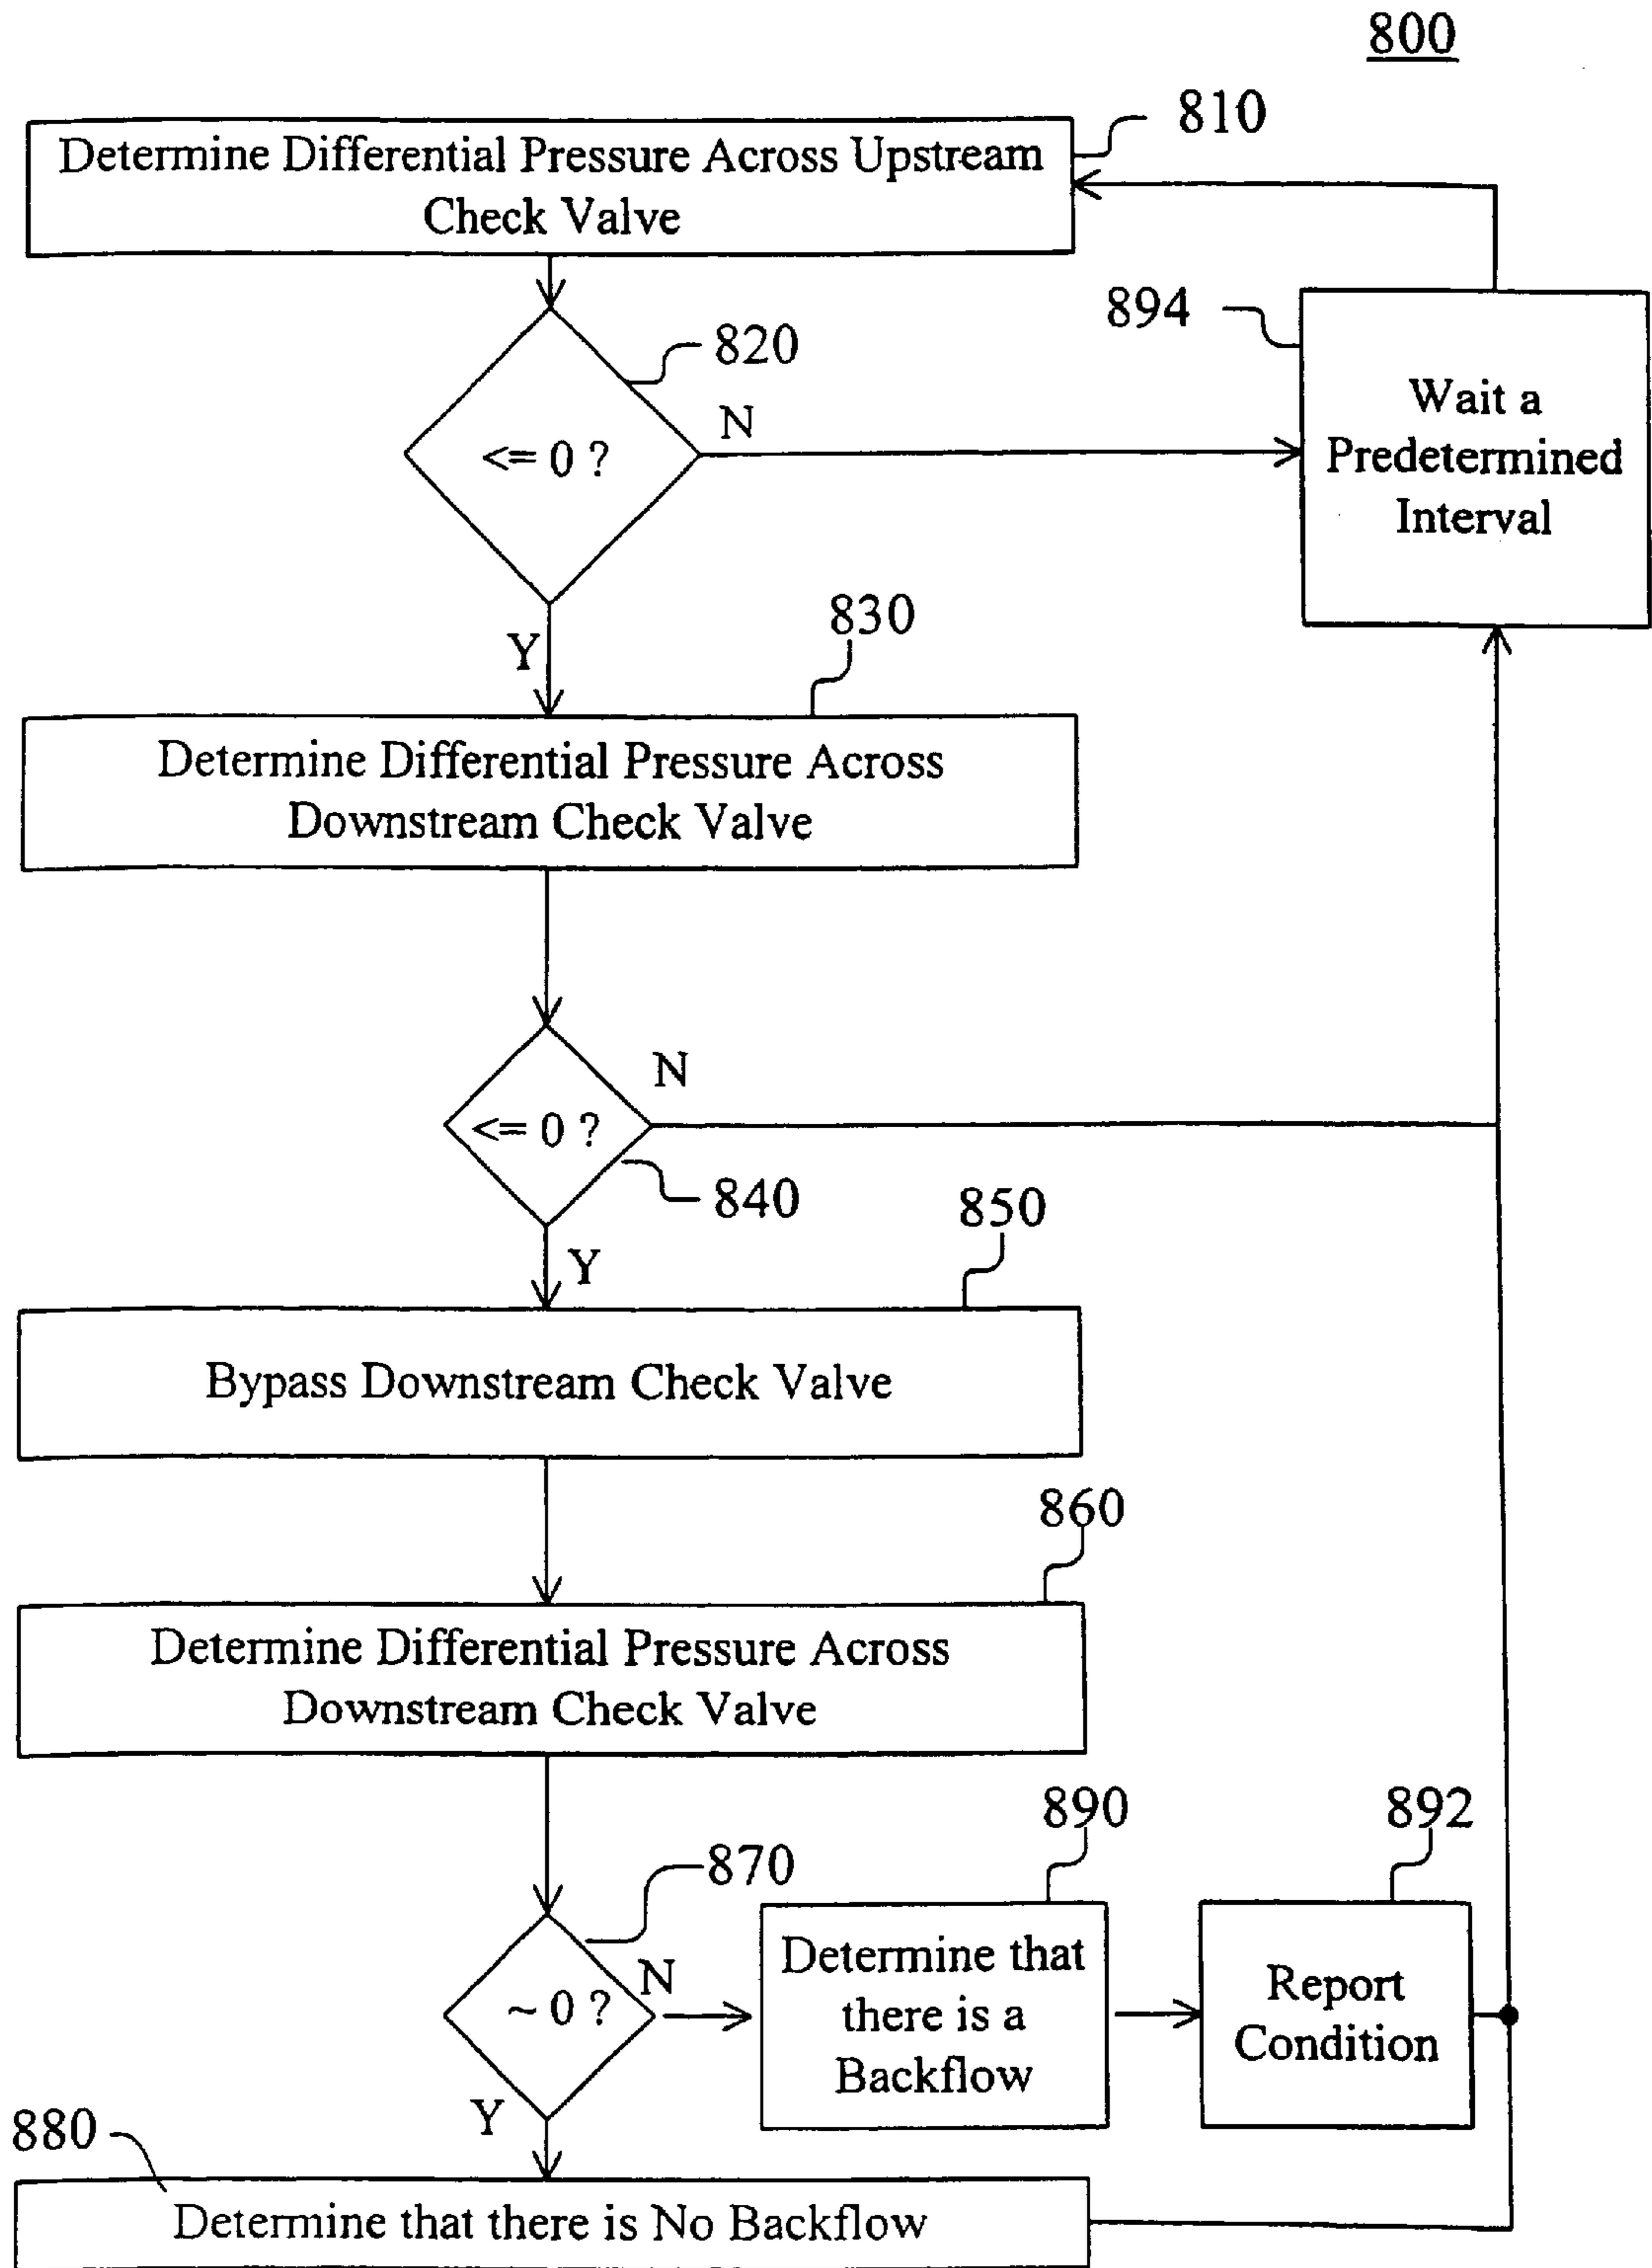 800
810
Determine Differential Pressure Across Upstream
Check Valve
894
820
N
<= 0 ?
Wait a
Predetermined
Interval
Y
830
Determine Differential Pressure Across
Downstream Check Valve
N
<= 0 ?
840
850
Y
Bypass Downstream Check Valve
860
Determine Differential Pressure Across
Downstream Check Valve
890
892
870
N
~ 0 ?
Determine that
there is a
Backflow
Report
Condition
Y
880
Determine that there is No Backflow